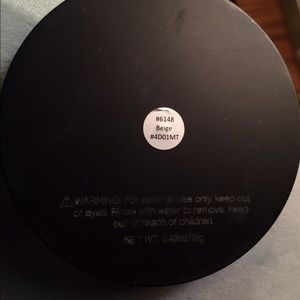 #6148
Beige
#4D01MT
WARNING: For external use only, keep out
of eyes. Rinse with water to remove. Keep
out of reach of children.
NET WT. 0.42oz/12g